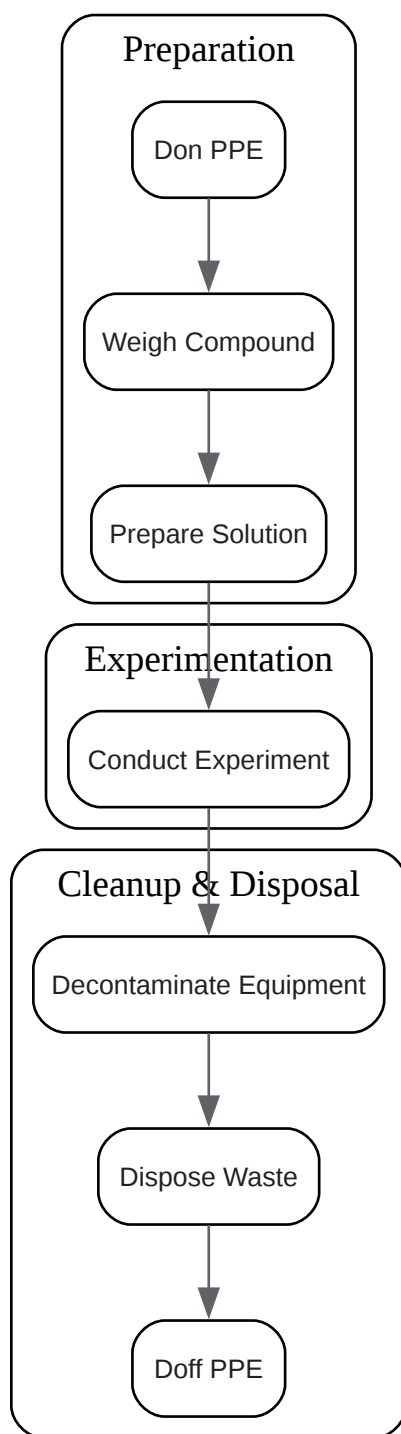 Preparation
Don PPE
Weigh Compound
Prepare Solution
Experimentation
Conduct Experiment
Cleanup & Disposal
Decontaminate Equipment
Dispose Waste
Doff PPE